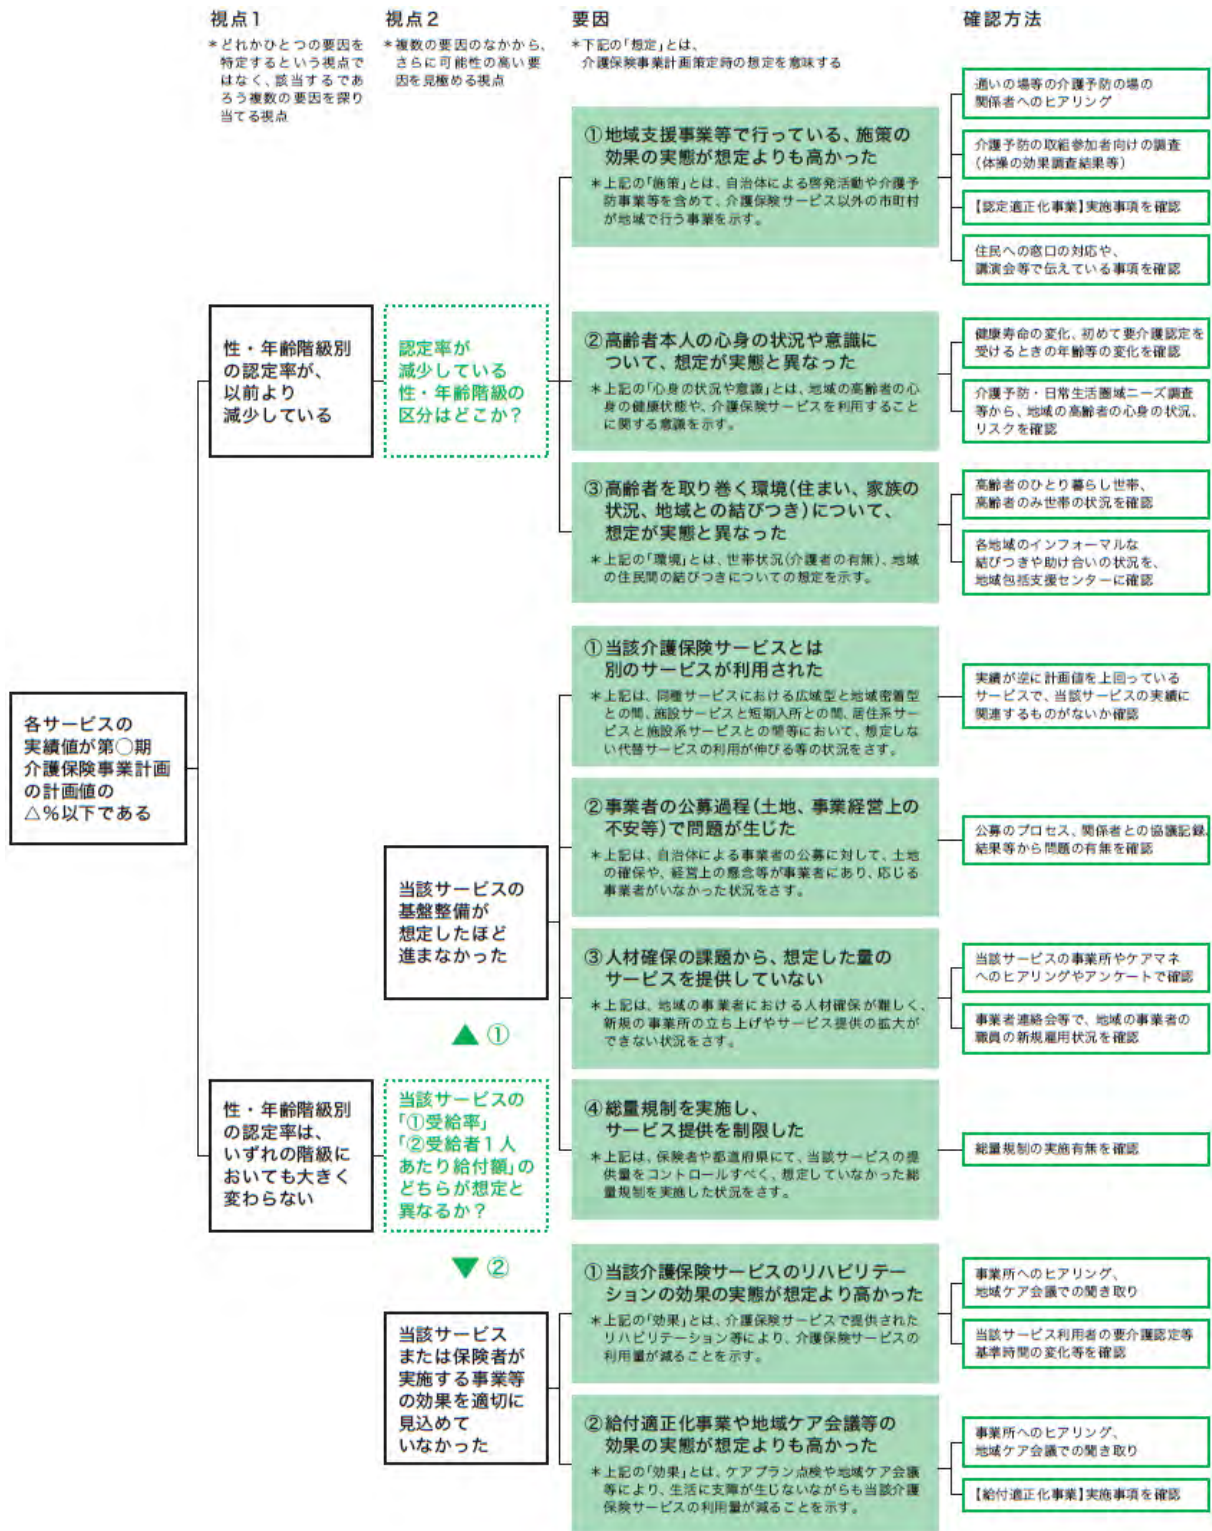 視点1
＊どれかひとつの要因を
特定するという視点で
はなく、該当するであ
ろう複数の要因を探り
当てる視点
視点2
＊複数の要因のなかから、
さらに可能性の高い要
因を見極める視点
要因
＊下記の「想定」とは、
介護保険事業計画策定時の想定を意味する
確認方法
各サービスの
実績値が第○期
介護保険事業計画
の計画値の
△％以下である
性・年齢階級別
の認定率が、
以前より
減少している
認定率が
減少している
性・年齢階級の
区分はどこか？
①地域支援事業等で行っている、施策の
効果の実態が想定よりも高かった
＊上記の「施策」とは、自治体による啓発活動や介護予
防事業等を含めて、介護保険サービス以外の市町村
が地域で行う事業を示す。
通いの場等の介護予防の場の
関係者へのヒアリング
介護予防の取組参加者向けの調査
（体操の効果調査結果等）
【認定適正化事業】実施事項を確認
住民への窓口の対応や、
講演会等で伝えている事項を確認
②高齢者本人の心身の状況や意識に
ついて、想定が実態と異なった
＊上記の「心身の状況や意識」とは、地域の高齢者の心
身の健康状態や、介護保険サービスを利用すること
に関する意識を示す。
健康寿命の変化、初めて要介護認定を
受けるときの年齢等の変化を確認
介護予防・日常生活圏域ニーズ調査
等から、地域の高齢者の心身の状況、
リスクを確認
③高齢者を取り巻く環境（住まい、家族の
状況、地域との結びつき）について、
想定が実態と異なった
＊上記の「環境」とは、世帯状況（介護者の有無）、地域
の住民間の結びつきについての想定を示す。
高齢者のひとり暮らし世帯、
高齢者のみ世帯の状況を確認
各地域のインフォーマルな
結びつきや助け合いの状況を、
地域包括支援センターに確認
性・年齢階級別
の認定率は、
いずれの階級に
おいても大きく
変わらない
当該サービスの
「①受給率」
「②受給者1人
あたり給付額」の
どちらが想定と
異なるか？
▲①
当該サービスの
基盤整備が
想定したほど
進まなかった
①当該介護保険サービスとは
別のサービスが利用された
＊上記は、同種サービスにおける広域型と地域密着型
との間、施設サービスと短期入所との間、居住系サー
ビスと施設系サービスとの間等において、想定しな
い代替サービスの利用が伸びる等の状況をさす。
実績が逆に計画値を上回っている
サービスで、当該サービスの実績に
関連するものがないか確認
②事業者の公募過程（土地、事業経営上の
不安等）で問題が生じた
＊上記は、自治体による事業者の公募に対して、土地
の確保や、経営上の懸念等が事業者にあり、応じる
事業者がいなかった状況をさす。
公募のプロセス、関係者との協議記録、
結果等から問題の有無を確認
③人材確保の課題から、想定した量の
サービスを提供していない
＊上記は、地域の事業者における人材確保が難しく、
新規の事業所の立ち上げやサービス提供の拡大が
できない状況をさす。
当該サービスの事業所やケアマネ
へのヒアリングやアンケートで確認
事業者連絡会等で、地域の事業者の
職員の新規雇用状況を確認
④総量規制を実施し、
サービス提供を制限した
＊上記は、保険者や都道府県にて、当該サービスの提
供量をコントロールすべく、想定していなかった総
量規制を実施した状況をさす。
総量規制の実施有無を確認
▼②
当該サービス
または保険者が
実施する事業等
の効果を適切に
見込めて
いなかった
①当該介護保険サービスのリハビリテー
ションの効果の実態が想定より高かった
＊上記の「効果」とは、介護保険サービスで提供された
リハビリテーション等により、介護保険サービスの
利用量が減ることを示す。
事業所へのヒアリング、
地域ケア会議での聞き取り
当該サービス利用者の要介護認定等
基準時間の変化等を確認
②給付適正化事業や地域ケア会議等の
効果の実態が想定よりも高かった
＊上記の「効果」とは、ケアプラン点検や地域ケア会議
等により、生活に支障が生じないながらも当該介護
保険サービスの利用量が減ることを示す。
事業所へのヒアリング、
地域ケア会議での聞き取り
【給付適正化事業】実施事項を確認